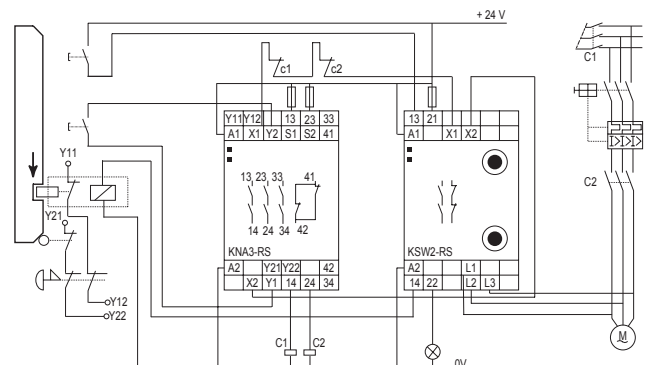 + 24 V
C1
c1 c2
Y11 Y12 13 23 33
A1 X1 Y2 S1 S2 41
13 21
A1 X1 X2
Y11
13 23 33 41
14 24 34 42
C2
Y21
KNA3-RS
KSW2-RS
A2 Y21 Y22 42
X2 Y1 14 24 34
A2 L1
14 22 L2 L3
Y12
Y22
C1 C2
M
0V